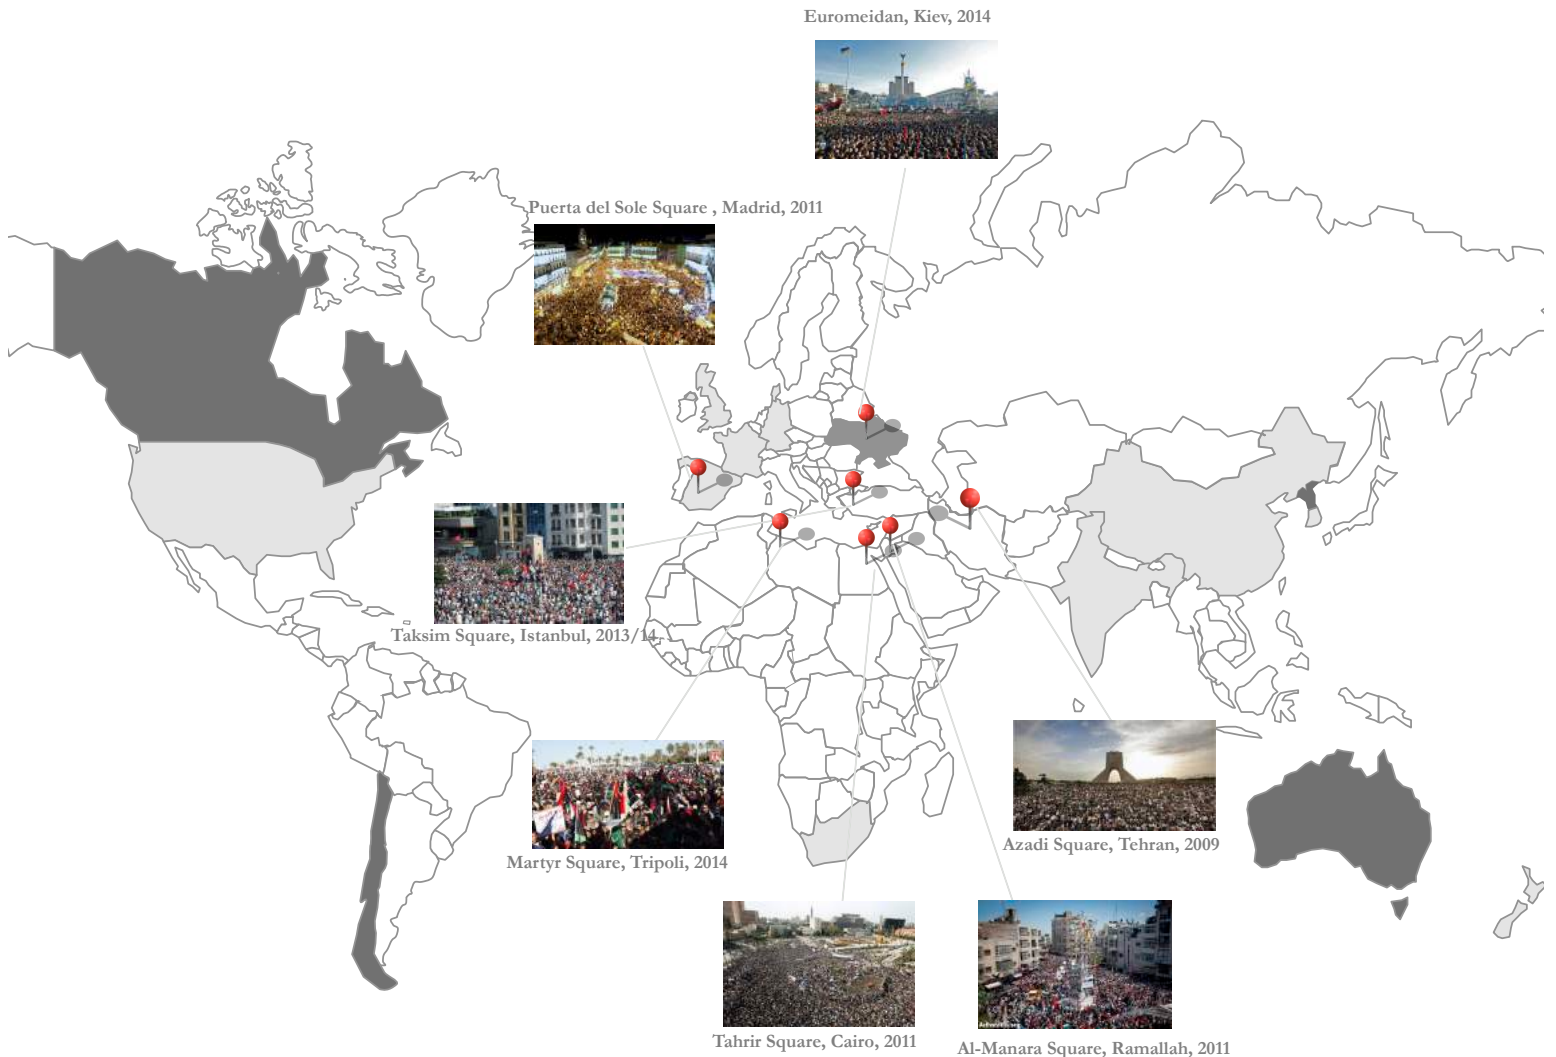 Euromeidan, Kiev, 2014
Puerta del Sole Square , Madrid, 2011
Taksim Square, Istanbul, 2013/14
Martyr Square, Tripoli, 2014
Azadi Square, Tehran, 2009
Tahrir Square, Cairo, 2011
Al-Manara Square, Ramallah, 2011